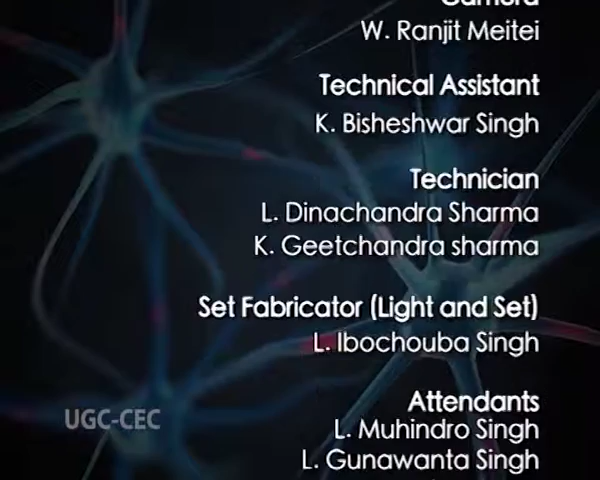 Camera
W. Ranjit Meitei
Technical Assistant
K. Bisheshwar Singh
Technician
L. Dinachandra Sharma
K. Geetchandra sharma
Set Fabricator (Light and Set)
L. Ibochouba Singh
Attendants
L. Muhindro Singh
L. Gunawanta Singh
UGC-CEC